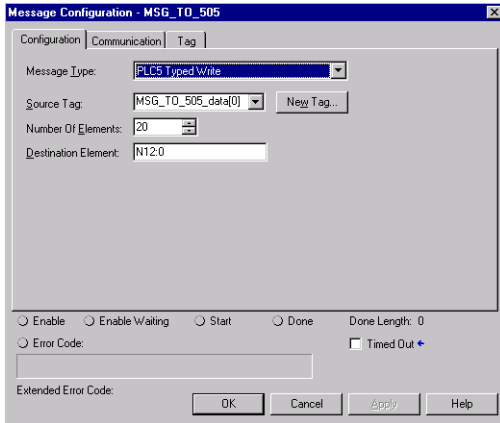 Message Configuration - MSG_TO_505
Configuration Communication Tag
Message Type: PLC5 Typed Write
Source Tag: MSG_TO_505_data[0] New Tag...
Number Of Elements: 20
Destination Element: N12:0
Enable Enable Waiting Start Done Done Length: 0
Error Code: Timed Out
Extended Error Code:
OK Cancel Apply Help